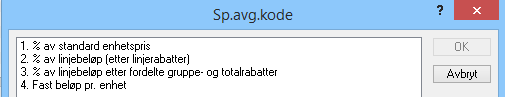 Sp.avg.kode
1. % av standard enhetspris
2. % av linjebeløp (etter linjerabatter)
3. % av linjebeløp etter fordelte gruppe- og totalrabatter
4. Fast beløp pr. enhet
OK
Avbryt